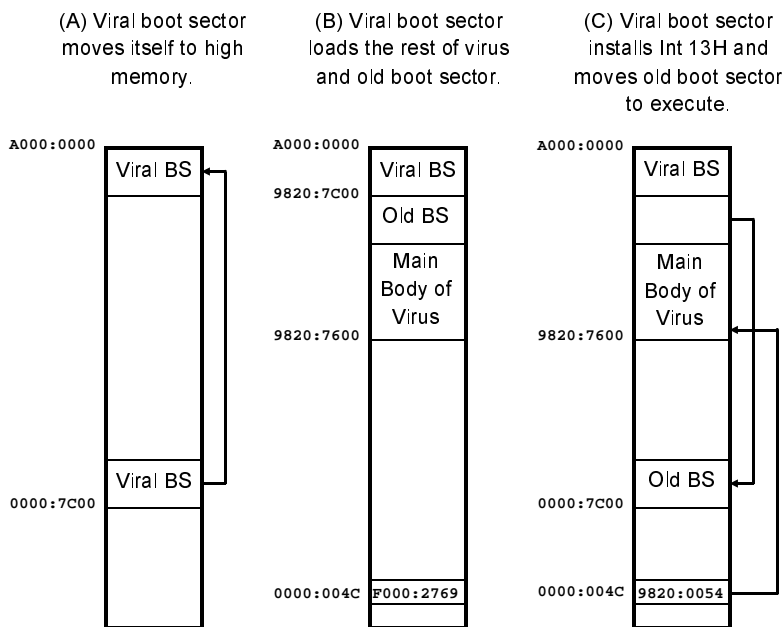 (A) Viral boot sector
moves itself to high
memory.
(B) Viral boot sector
loads the rest of virus
and old boot sector.
(C) Viral boot sector
installs Int 13H and
moves old boot sector
to execute.
A000:0000
Viral BS
Viral BS
0000:7C00
A000:0000
Viral BS
9820:7C00
Old BS
Main
Body of
Virus
9820:7600
0000:004C
F000:2769
A000:0000
Viral BS
Main
Body of
Virus
9820:7600
Old BS
0000:7C00
0000:004C
9820:0054